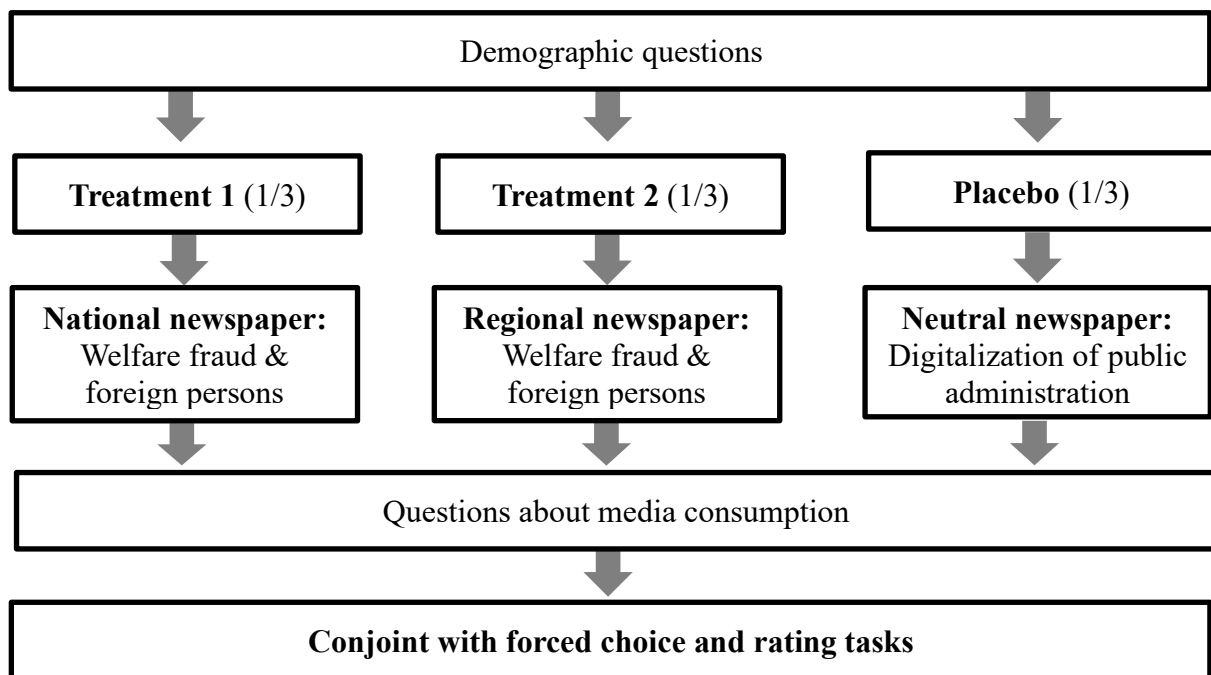 Demographic questions
Treatment 1 (1/3)
Treatment 2 (1/3)
Placebo (1/3)
National newspaper:
Welfare fraud &
foreign persons
Regional newspaper:
Welfare fraud &
foreign persons
Neutral newspaper:
Digitalization of public
administration
Questions about media consumption
Conjoint with forced choice and rating tasks